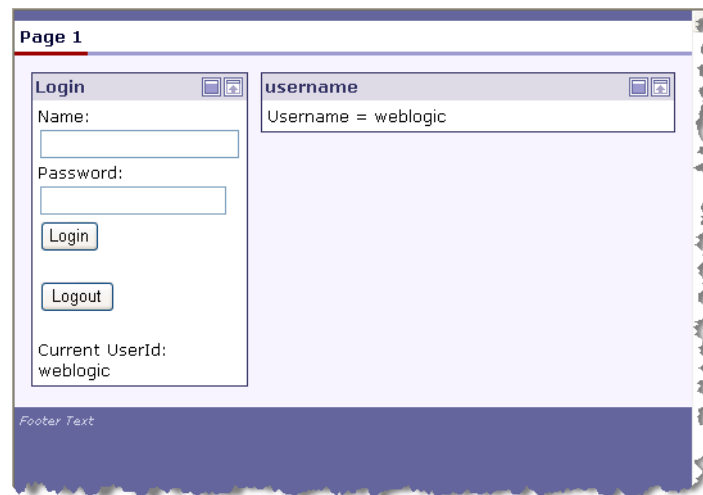 Page 1
Login
Name:
Password:
Login
Logout
Current UserId:
weblogic
username
Username = weblogic
Footer Text